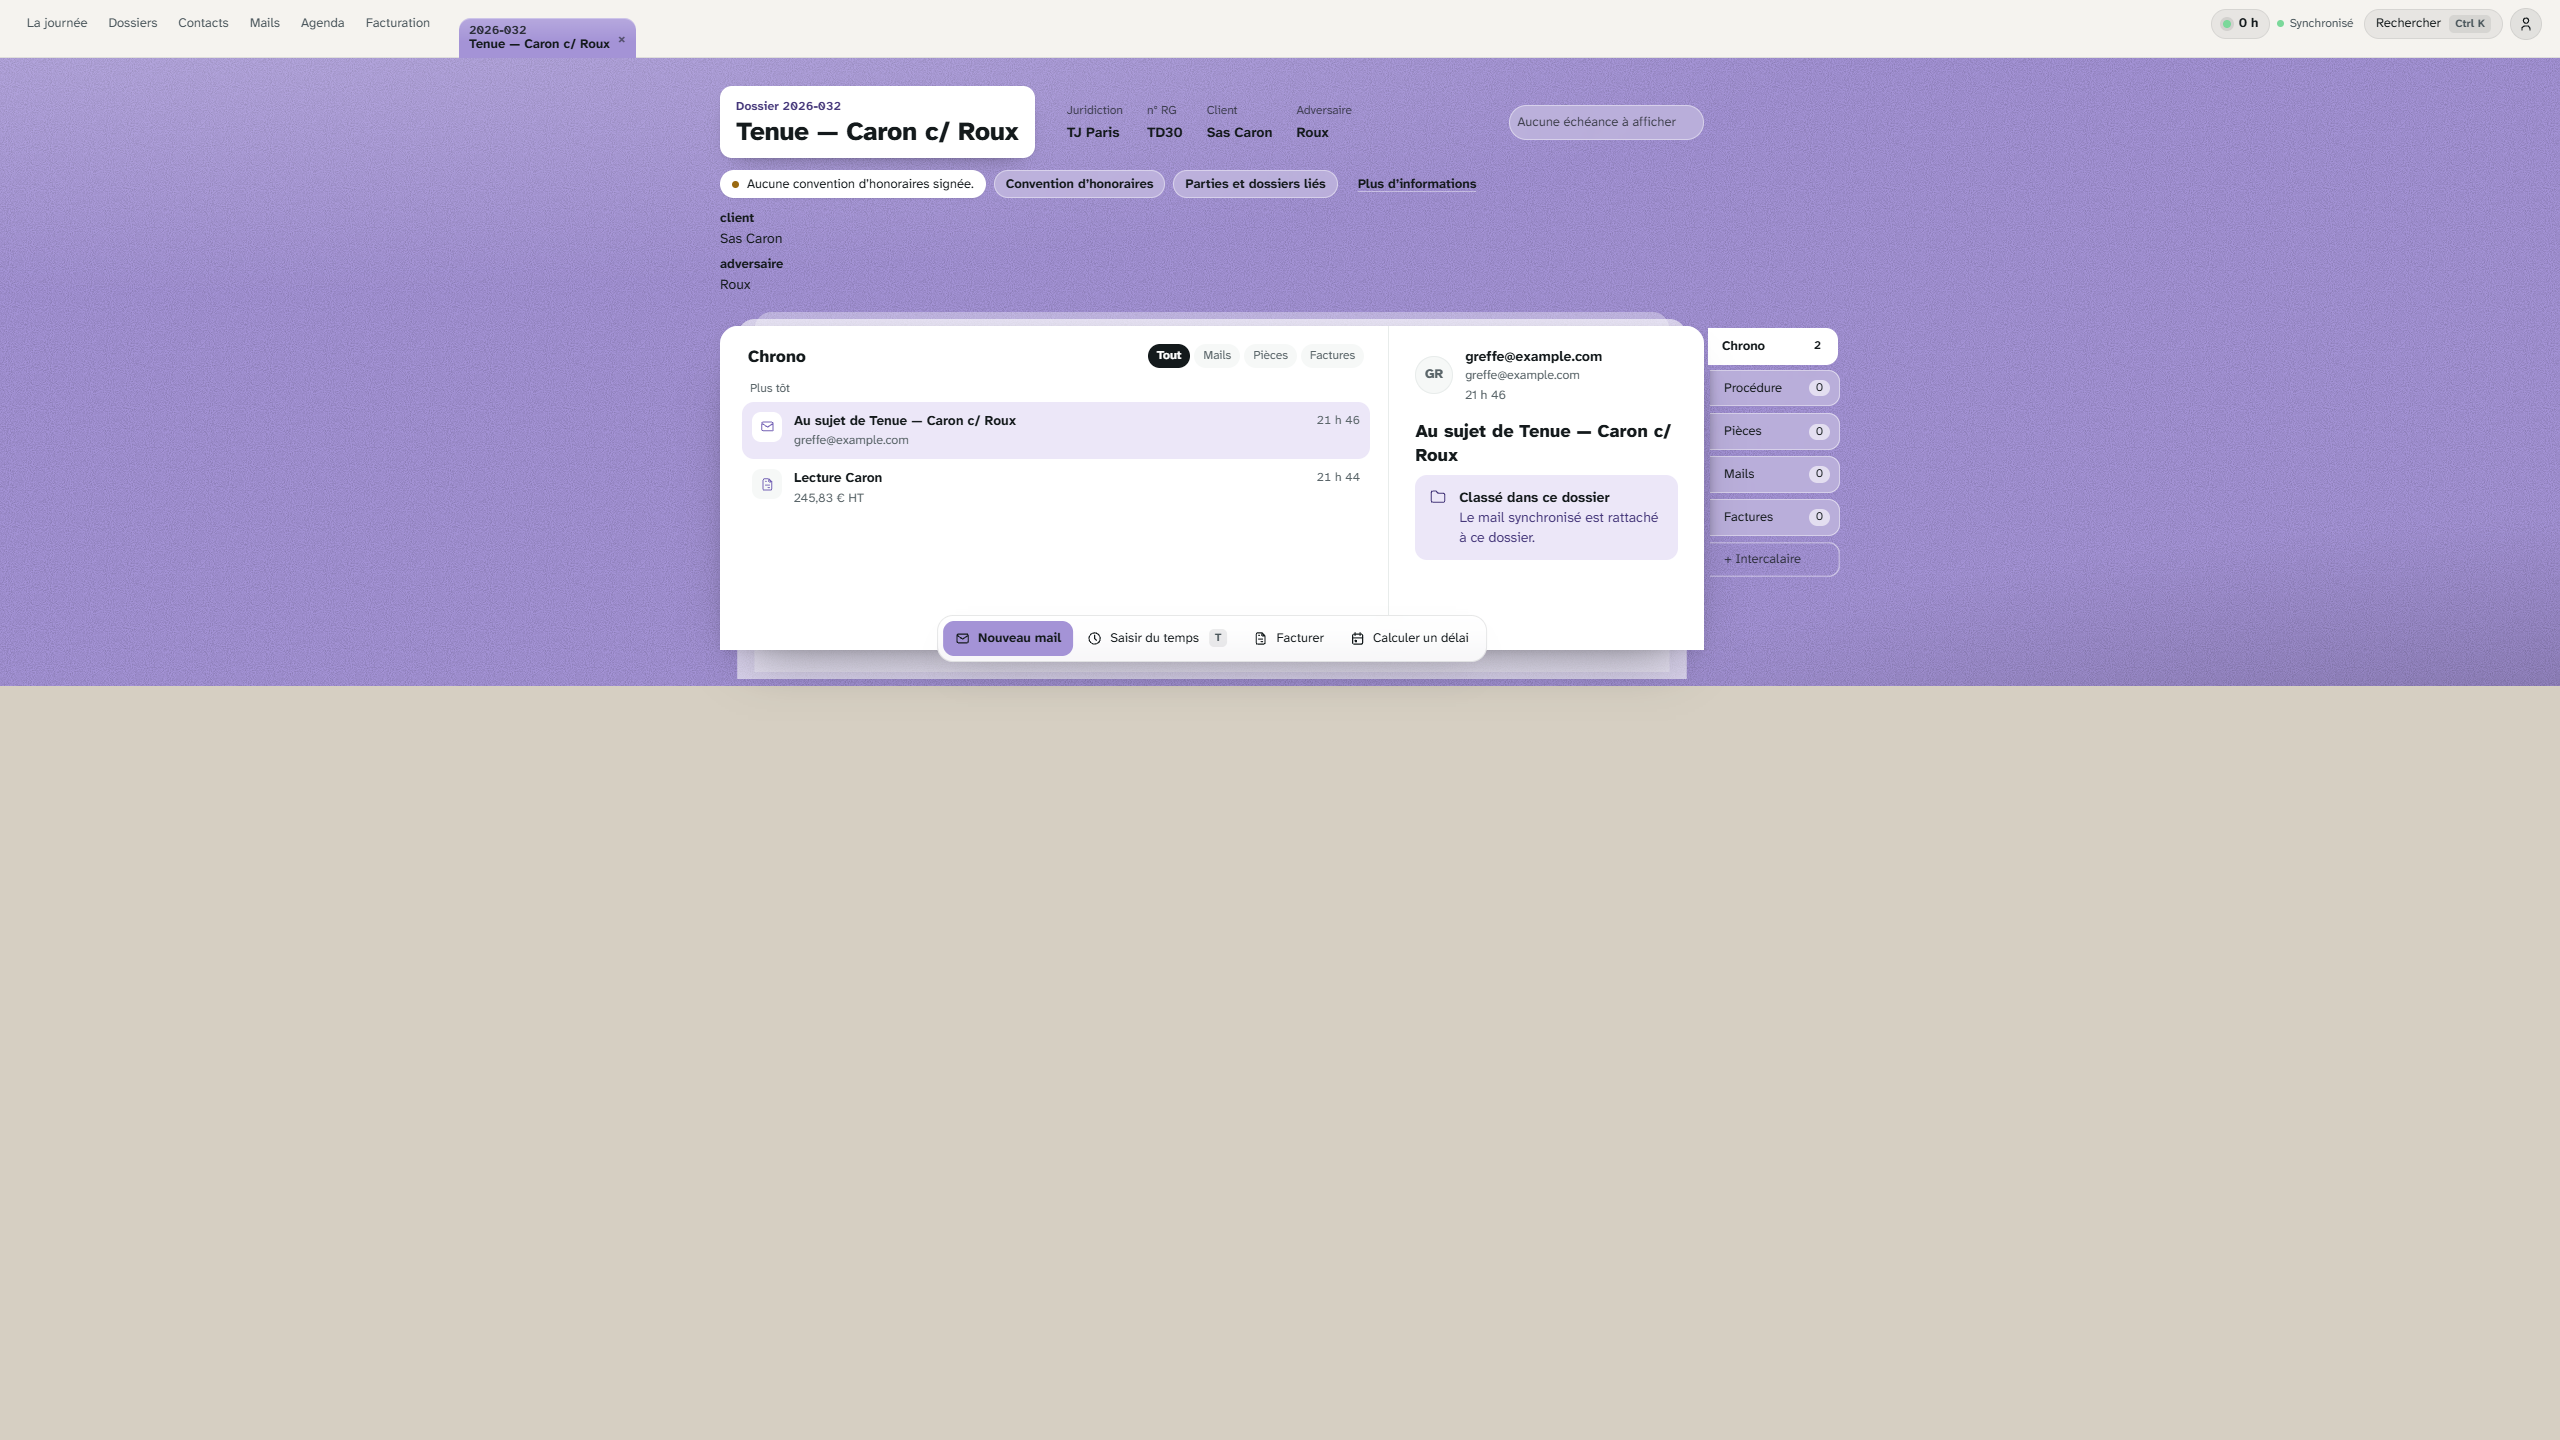 La journée
Dossiers
Contacts
Mails
Agenda
Facturation
2026-032
Tenue — Caron c/ Roux ×
0 h
Synchronisé
Rechercher Ctrl K
Dossier 2026-032
Tenue — Caron c/ Roux
Juridiction
TJ Paris
n° RG
TD30
Client
Sas Caron
Adversaire
Roux
Aucune échéance à afficher
Aucune convention d’honoraires signée.
Convention d’honoraires
Parties et dossiers liés
Plus d’informations
client
Sas Caron
adversaire
Roux
Chrono
Tout
Mails
Pièces
Factures
Plus tôt
Au sujet de Tenue — Caron c/ Roux 21 h 46
greffe@example.com
Lecture Caron 21 h 44
245,83 € HT
GR
greffe@example.com
greffe@example.com
21 h 46
Au sujet de Tenue — Caron c/
Roux
Classé dans ce dossier
Le mail synchronisé est rattaché
à ce dossier.
Chrono 2
Procédure 0
Pièces 0
Mails 0
Factures 0
+ Intercalaire
Nouveau mail
Saisir du temps T
Facturer
Calculer un délai